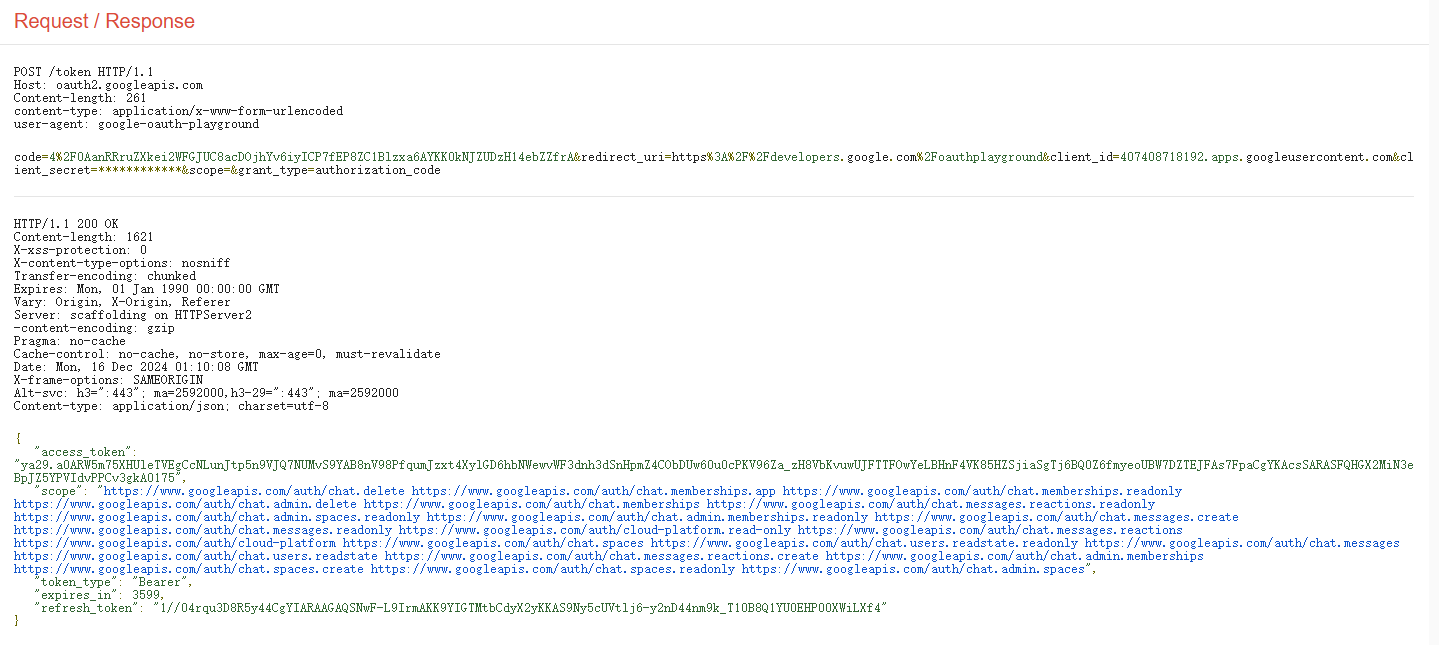 Request / Response
POST /token HTTP/1.1
Host: oauth2.googleapis.com
Content-length: 261
content-type: application/x-www-form-urlencoded
user-agent: google-oauth-playground
code=4%2F0AanRRruZXkei2WFGJUC8acDOjhYv6iyICP7fEP8ZC1Blzxa6AYKK0kNJZUDzH14ebZZfrA&redirect_uri=https%3A%2F%2Fdevelopers.google.com%2Foauthplayground&client_id=407408718192.apps.googleusercontent.com&cl
ient_secret=************&scope=&grant_type=authorization_code
HTTP/1.1 200 OK
Content-length: 1621
X-xss-protection: 0
X-content-type-options: nosniff
Transfer-encoding: chunked
Expires: Mon, 01 Jan 1990 00:00:00 GMT
Vary: Origin, X-Origin, Referer
Server: scaffolding on HTTPServer2
-content-encoding: gzip
Pragma: no-cache
Cache-control: no-cache, no-store, max-age=0, must-revalidate
Date: Mon, 16 Dec 2024 01:10:08 GMT
X-frame-options: SAMEORIGIN
Alt-svc: h3=":443"; ma=2592000,h3-29=":443"; ma=2592000
Content-type: application/json; charset=utf-8
{
"access_token":
"ya29.a0ARW5m75XHUleTVEgCcNLunJtp5n9VJQ7NUMvS9YAB8nV98PfqumJzxt4XylGD6hbNWewvWF3dnh3dSnHpmZ4CObDUw6OuOcPKV96Za_zH8VbKvuwUJFTTFOwYeLBHnF4VK85HZSjiaSgTj6BQ0Z6fmyeoUBW7DZTEJFAs7FpaCgYKAcsSARASFQHGX2MiN3e
BpJZ5YPVIdvPPCv3gkA0175",
"scope": "https://www.googleapis.com/auth/chat.delete https://www.googleapis.com/auth/chat.memberships.app https://www.googleapis.com/auth/chat.memberships.readonly
https://www.googleapis.com/auth/chat.admin.delete https://www.googleapis.com/auth/chat.memberships https://www.googleapis.com/auth/chat.messages.reactions.readonly
https://www.googleapis.com/auth/chat.admin.spaces.readonly https://www.googleapis.com/auth/chat.admin.memberships.readonly https://www.googleapis.com/auth/chat.messages.create
https://www.googleapis.com/auth/chat.messages.readonly https://www.googleapis.com/auth/cloud-platform.read-only https://www.googleapis.com/auth/chat.messages.reactions
https://www.googleapis.com/auth/cloud-platform https://www.googleapis.com/auth/chat.spaces https://www.googleapis.com/auth/chat.users.readstate.readonly https://www.googleapis.com/auth/chat.messages
https://www.googleapis.com/auth/chat.users.readstate https://www.googleapis.com/auth/chat.messages.reactions.create https://www.googleapis.com/auth/chat.admin.memberships
https://www.googleapis.com/auth/chat.spaces.create https://www.googleapis.com/auth/chat.spaces.readonly https://www.googleapis.com/auth/chat.admin.spaces",
"token_type": "Bearer",
"expires_in": 3599,
"refresh_token": "1//04rqu3D8R5y44CgYIARAAGAQSNwF-L9IrmAKK9YIGTMtbCdyX2yKKAS9Ny5cUVtlj6-y2nD44nm9k_T10B8Q1YU0EHPO0XWiLXf4"
}